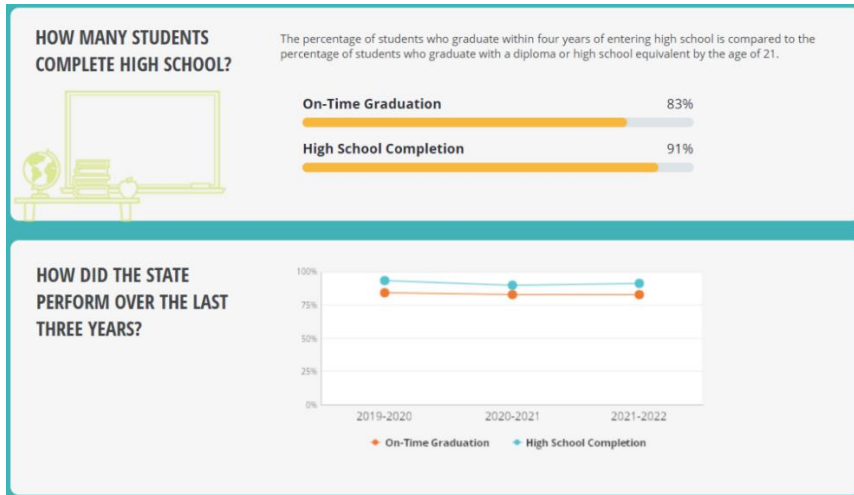 HOW MANY STUDENTS
COMPLETE HIGH SCHOOL?
The percentage of students who graduate within four years of entering high school is compared to the
percentage of students who graduate with a diploma or high school equivalent by the age of 21.
On-Time Graduation 83%
High School Completion 91%
HOW DID THE STATE
PERFORM OVER THE LAST
THREE YEARS?
100%
75%
50%
25%
0%
2019-2020 2020-2021 2021-2022
On-Time Graduation High School Completion